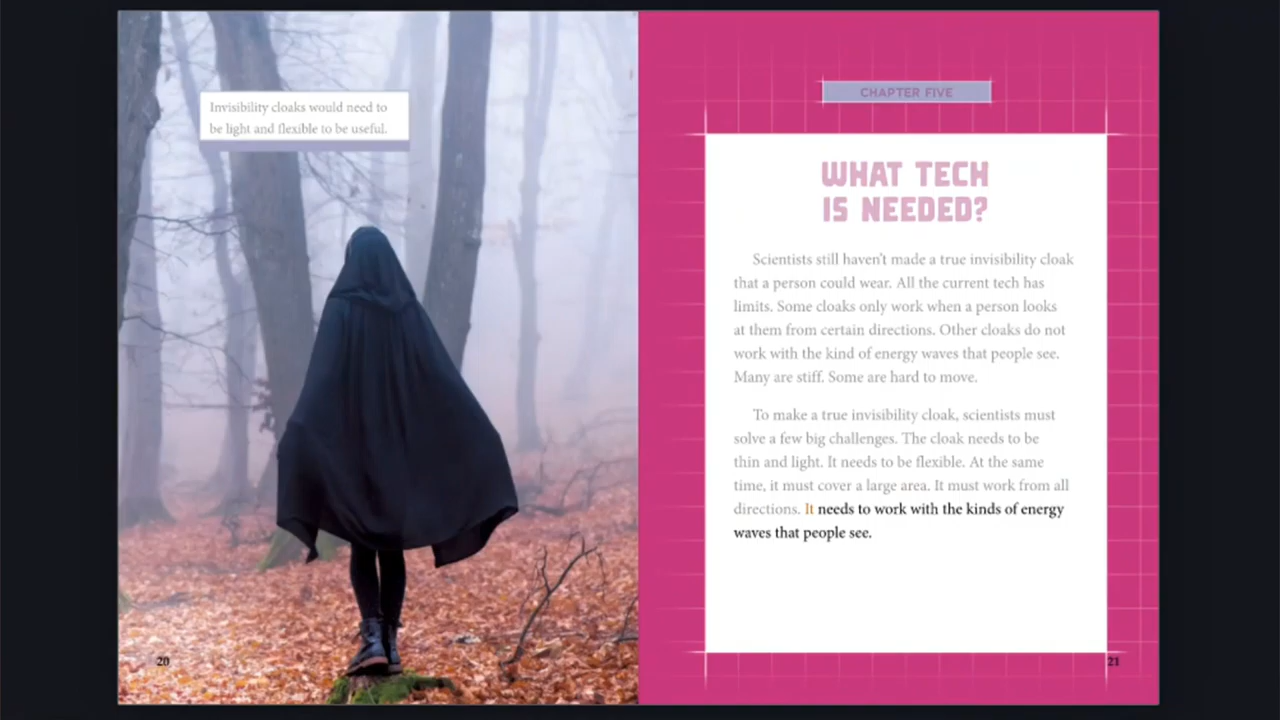 Invisibility cloaks would need to
be light and flexible to be useful.
20
CHAPTER FIVE
WHAT TECH
IS NEEDED?
Scientists still haven't made a true invisibility cloak
that a person could wear. All the current tech has
limits. Some cloaks only work when a person looks
at them from certain directions. Other cloaks do not
work with the kind of energy waves that people see.
Many are stiff. Some are hard to move.
To make a true invisibility cloak, scientists must
solve a few big challenges. The cloak needs to be
thin and light. It needs to be flexible. At the same
time, it must cover a large area. It must work from all
directions. It needs to work with the kinds of energy
waves that people see.
21